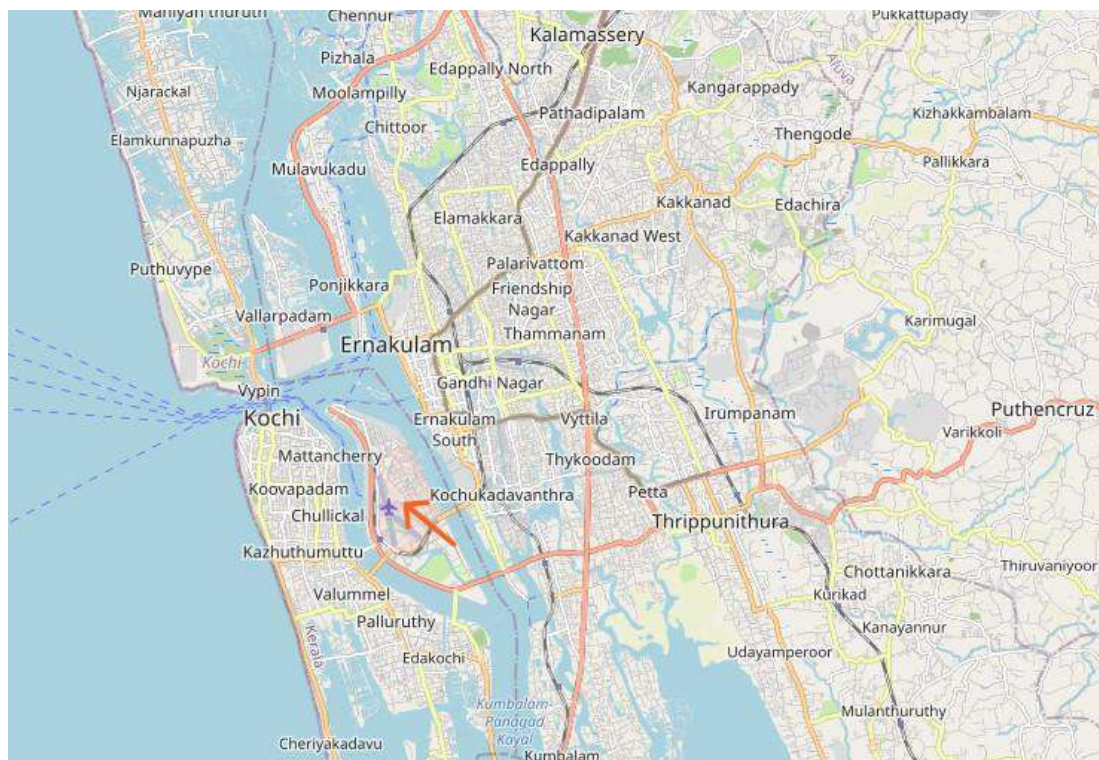 Maliyan thuruth
Chennur
Pukkattupady
Kalamassery
Pizhala
Edappally North
Aluva
Kangarappady
Njarackal
Moolampilly
Pathadipalam
Kizhakkambalam
Chittoor
Thengode
Elamkunnapuzha
Edappally
Pallikkara
Mulavukadu
Kakkanad
Edachira
Elamakkara
Kakkanad West
Puthuvype
Palarivattom
Ponjikkara
Friendship
Nagar
Vallarpadam
Thammanam
Karimugal
Ernakulam
Kochi
Gandhi Nagar
Vypin
Kochi
Ernakulam
South
Vyttila
Irumpanam
Puthencruz
Varikkoli
Mattancherry
Thykoodam
Koovapadam
Kochukadavanthra
Petta
Chullickal
Thrippunithura
Kazhuthumuttu
Chottanikkara
Thiruvaniyoor
Valummel
Kurikad
Palluruthy
Kanayannur
Kerala
Edakochi
Udayamperoor
Kumbalam-
Panagad
Kayal
Mulanthuruthy
Cheriyakadavu
Kumbalam